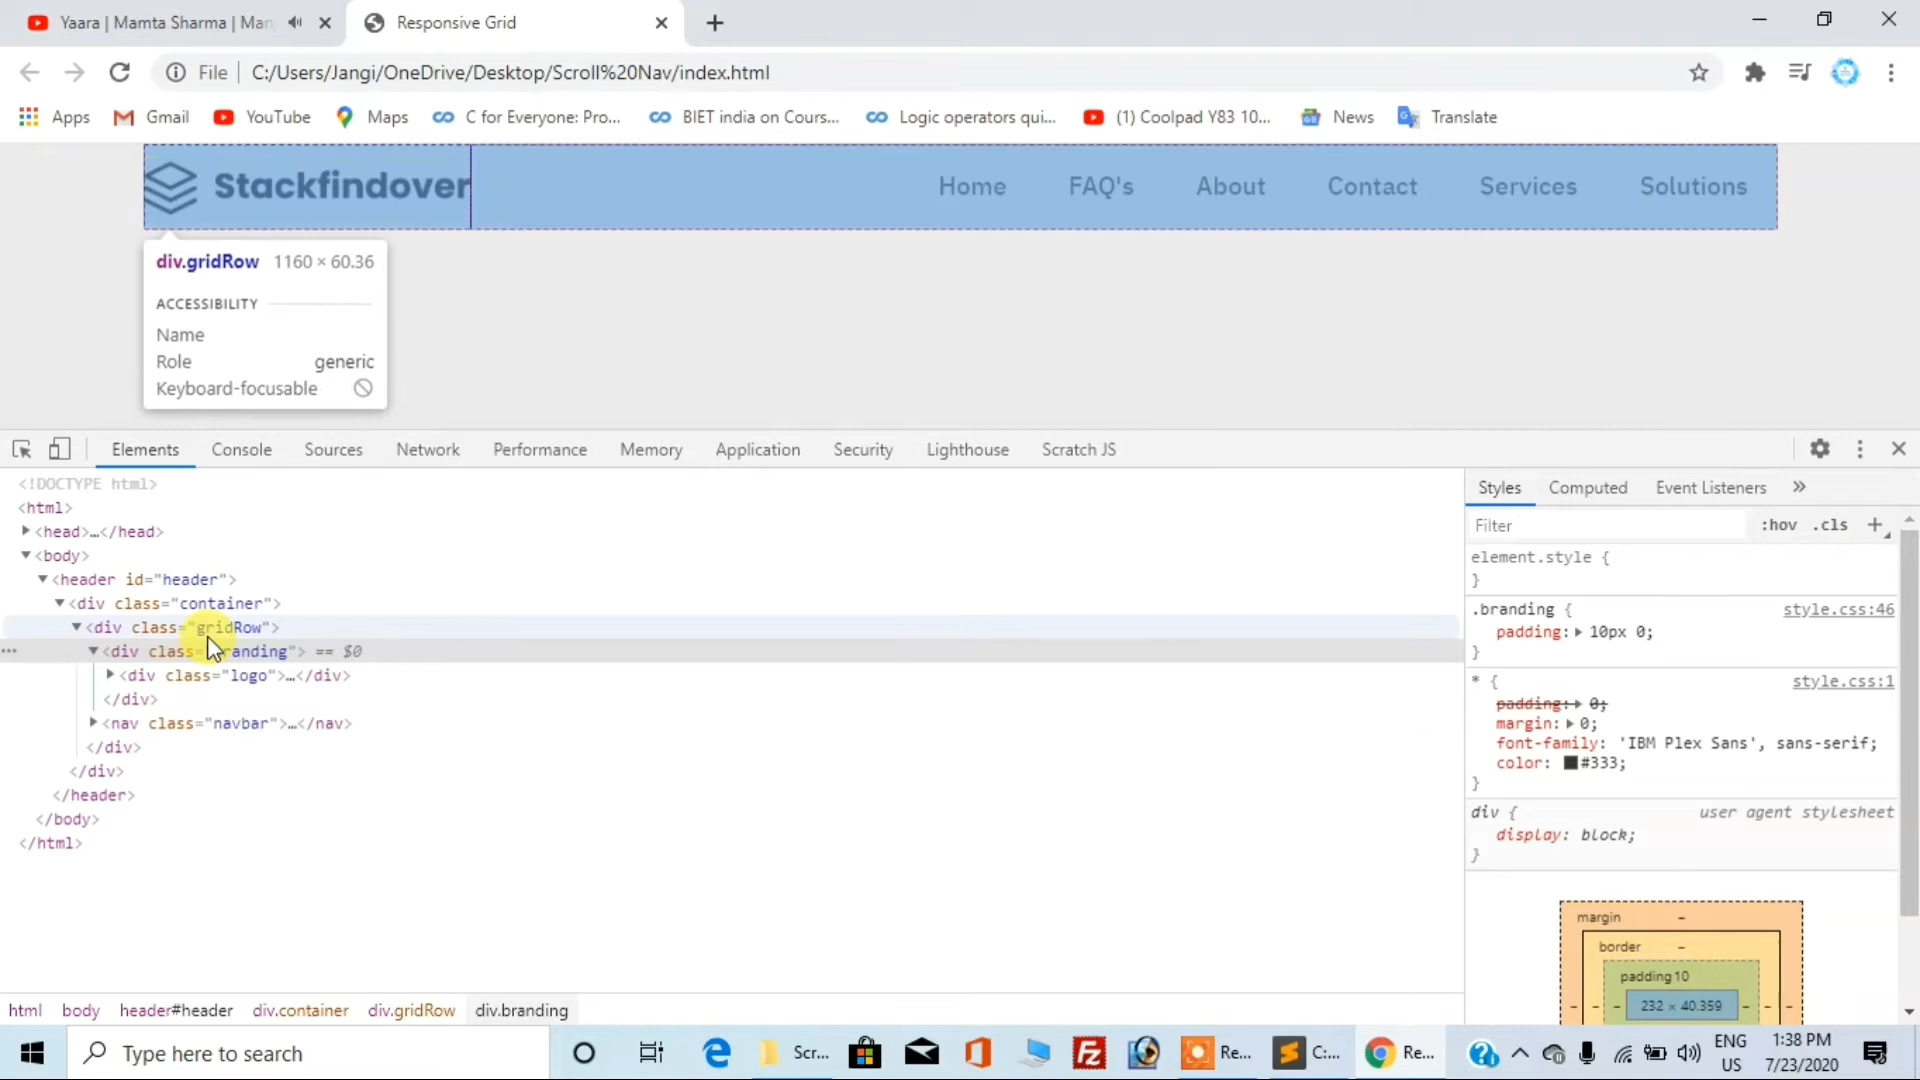 Yaara | Mamta Sharma | Man
Responsive Grid
File C:/Users/Jangi/OneDrive/Desktop/Scroll%20Nav/index.html
Apps Gmail YouTube Maps C for Everyone: Pro... BIET india on Cours... Logic operators qui... (1) Coolpad Y83 10... News Translate
Stackfindover Home FAQ's About Contact Services Solutions
div.gridRow 1160 × 60.36
ACCESSIBILITY
Name
Role generic
Keyboard-focusable
Elements Console Sources Network Performance Memory Application Security Lighthouse Scratch JS
<!DOCTYPE html>
<html>
<head>…</head>
<body>
<header id="header">
<div class="container">
<div class="gridRow">
<div class="branding"> == $0
<div class="logo">…</div>
</div>
<nav class="navbar">…</nav>
</div>
</div>
</header>
</body>
</html>
Styles Computed Event Listeners »
Filter :hov .cls +
element.style {
}
.branding { style.css:46
padding: 10px 0;
}
* { style.css:1
padding: 0;
margin: 0;
font-family: 'IBM Plex Sans', sans-serif;
color: #333;
}
div { user agent stylesheet
display: block;
}
margin -
border -
padding 10
- - - 232 × 40.359 - - -
html body header#header div.container div.gridRow div.branding
Type here to search
Scr... Re... C:... Re...
ENG 1:38 PM
US 7/23/2020